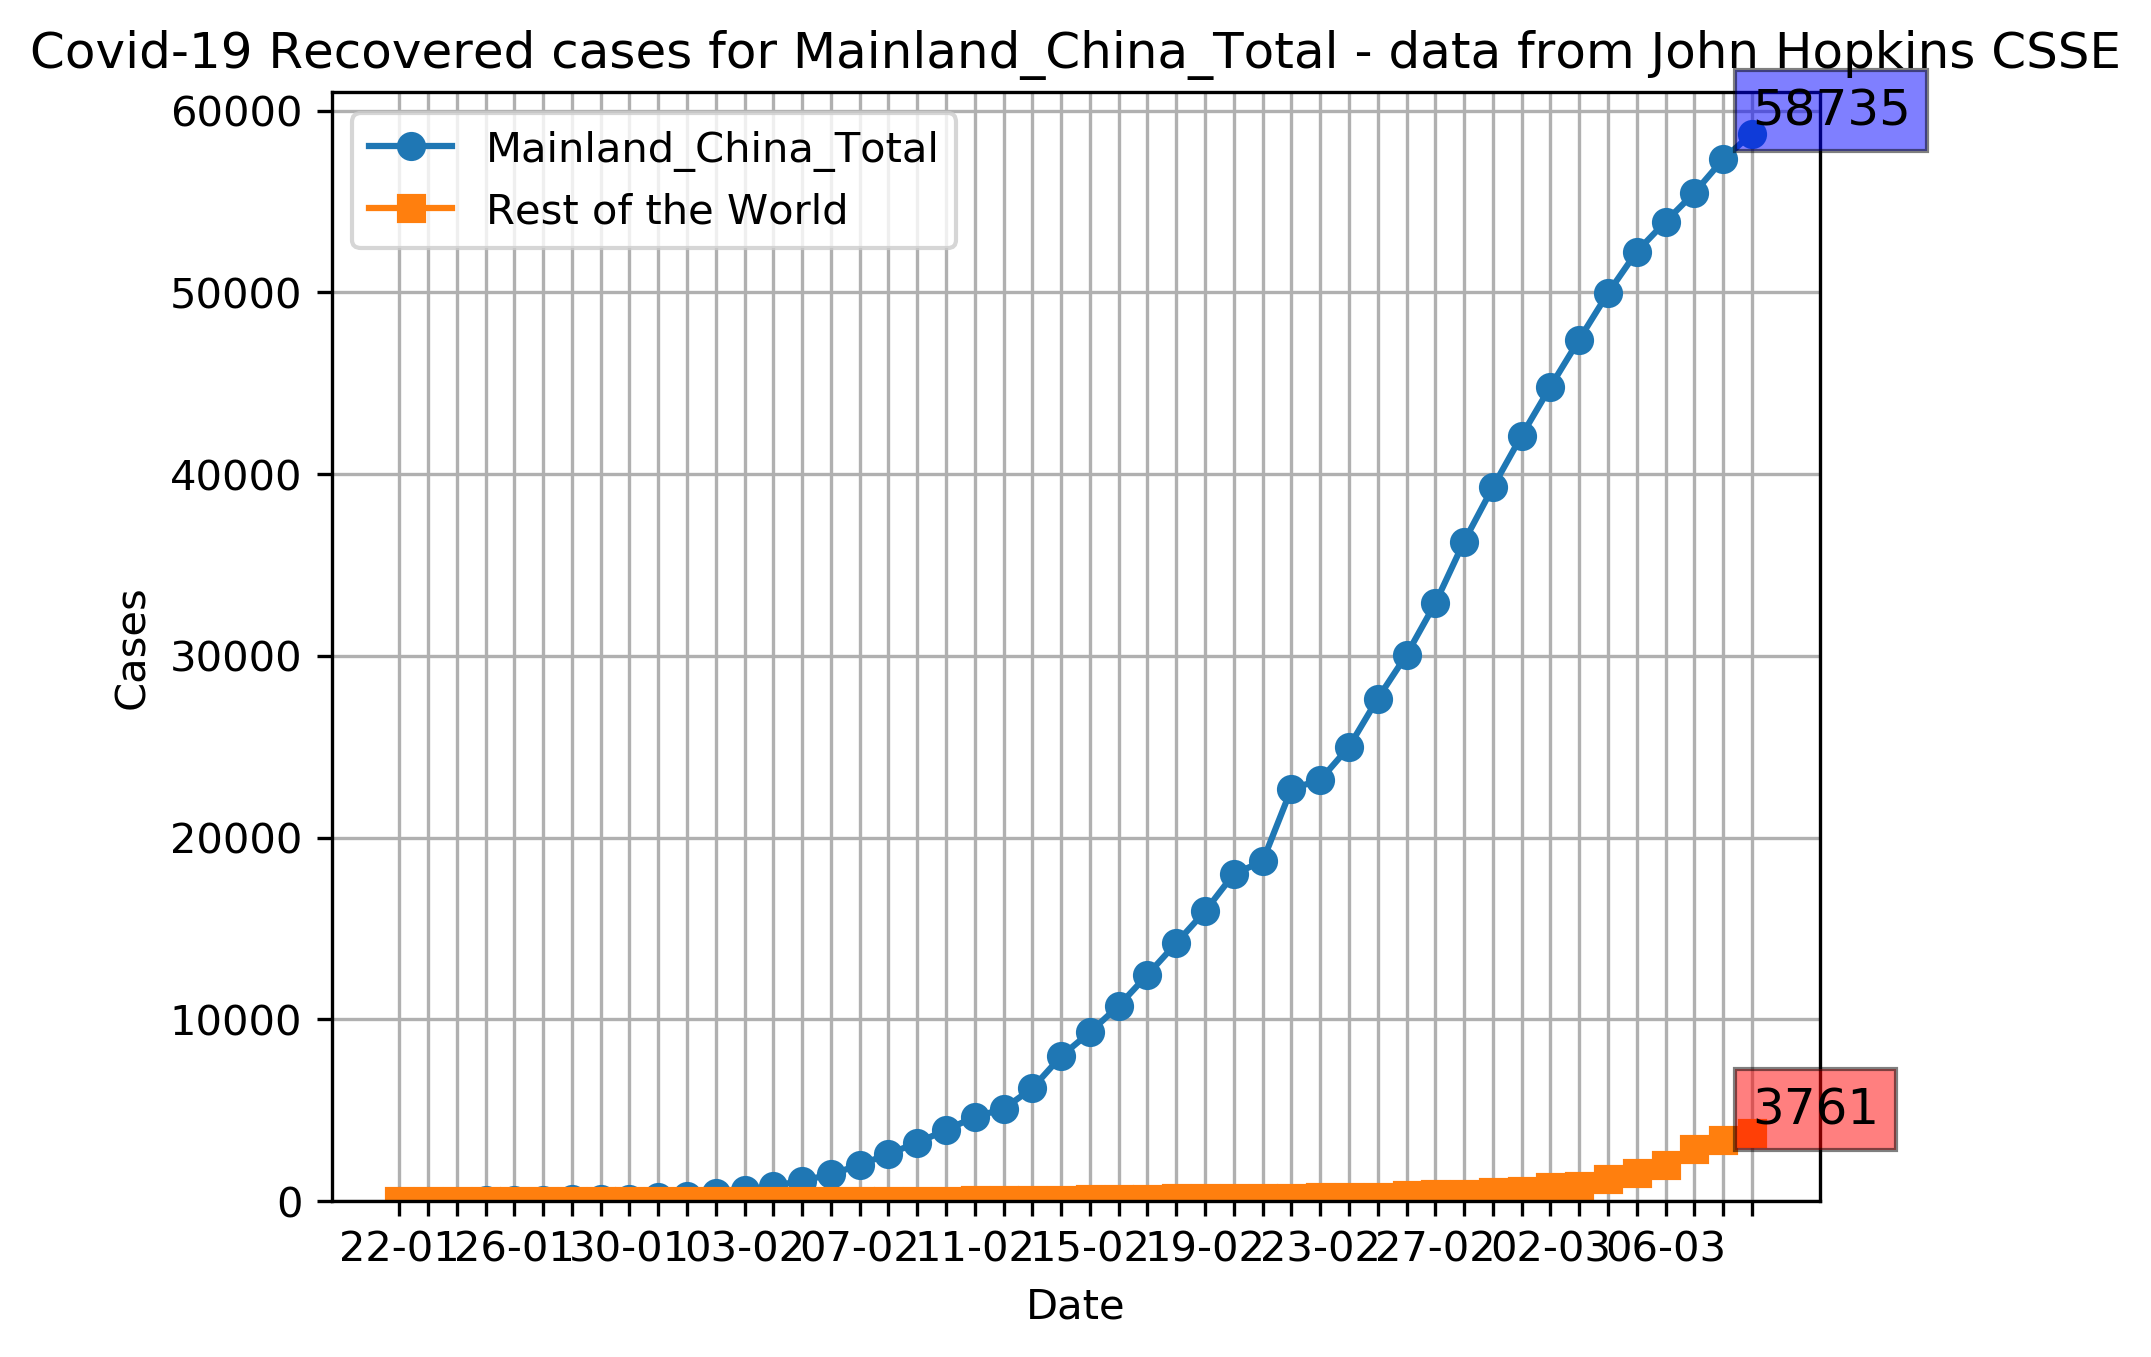 Covid-19 Recovered cases for Mainland_China_Total - data from John Hopkins CSSE
58735
60000
Mainland_China_Total
Rest of the World
50000
40000
30000
Cases
20000
10000
3761
0
22-01 26-01 30-01 03-02 07-02 11-02 15-02 19-02 23-02 27-02 02-03 06-03
Date